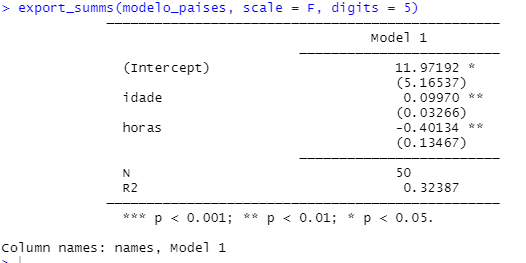 > export_summs(modelo_paises, scale = F, digits = 5)
Model 1
(Intercept) 11.97192 *
(5.16537)
idade 0.09970 **
(0.03266)
horas -0.40134 **
(0.13467)
N 50
R2 0.32387
*** p < 0.001; ** p < 0.01; * p < 0.05.
Column names: names, Model 1
>